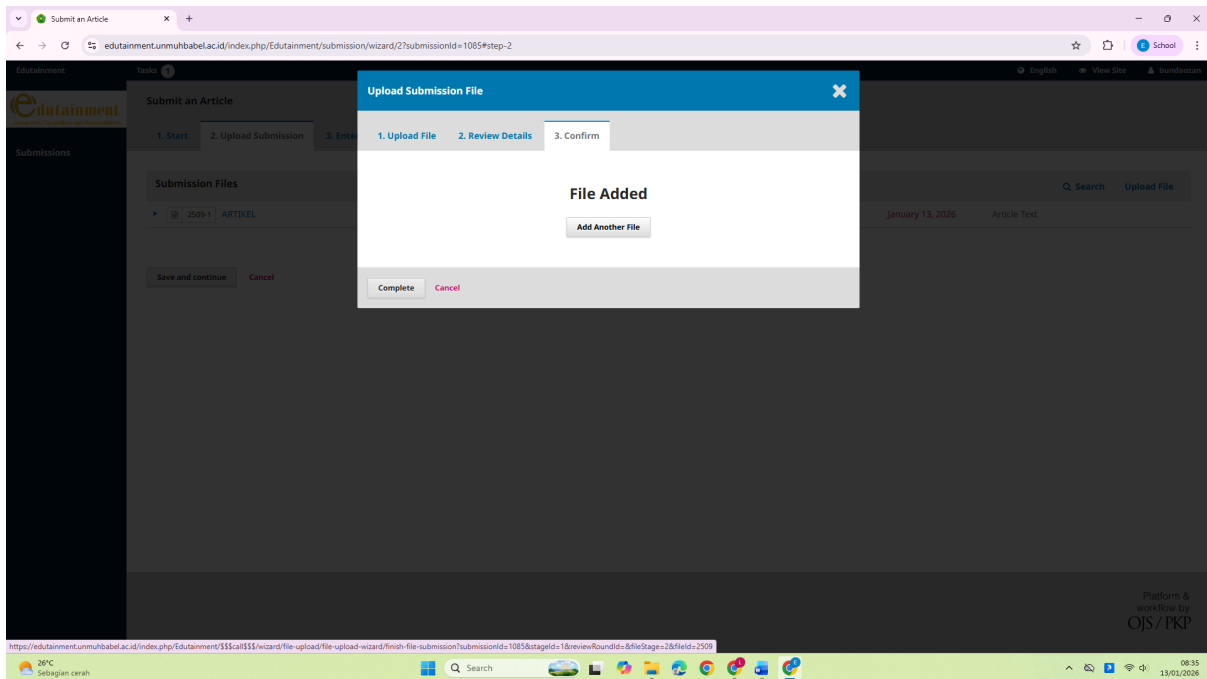 Submit an Article
edutainment.unmuhbabel.ac.id/index.php/Edutainment/submission/wizard/2?submissionId=1085#step-2
E School
Edutainment Tasks 1 English View Site bundaozan
Edutainment
Submit an Article
1. Start 2. Upload Submission 3. Ente
Submissions
Upload Submission File
1. Upload File 2. Review Details 3. Confirm
File Added
Add Another File
Complete Cancel
Submission Files Search Upload File
2509-1 ARTIKEL January 13, 2026 Article Text
Save and continue Cancel
Platform &
workflow by
OJS / PKP
https://edutainment.unmuhbabel.ac.id/index.php/Edutainment/$$$call$$$/wizard/file-upload/file-upload-wizard/finish-file-submission?submissionId=1085&stageId=1&reviewRoundId=&fileStage=2&fileId=2509
26°C
Sebagian cerah
Search
08:35
13/01/2026